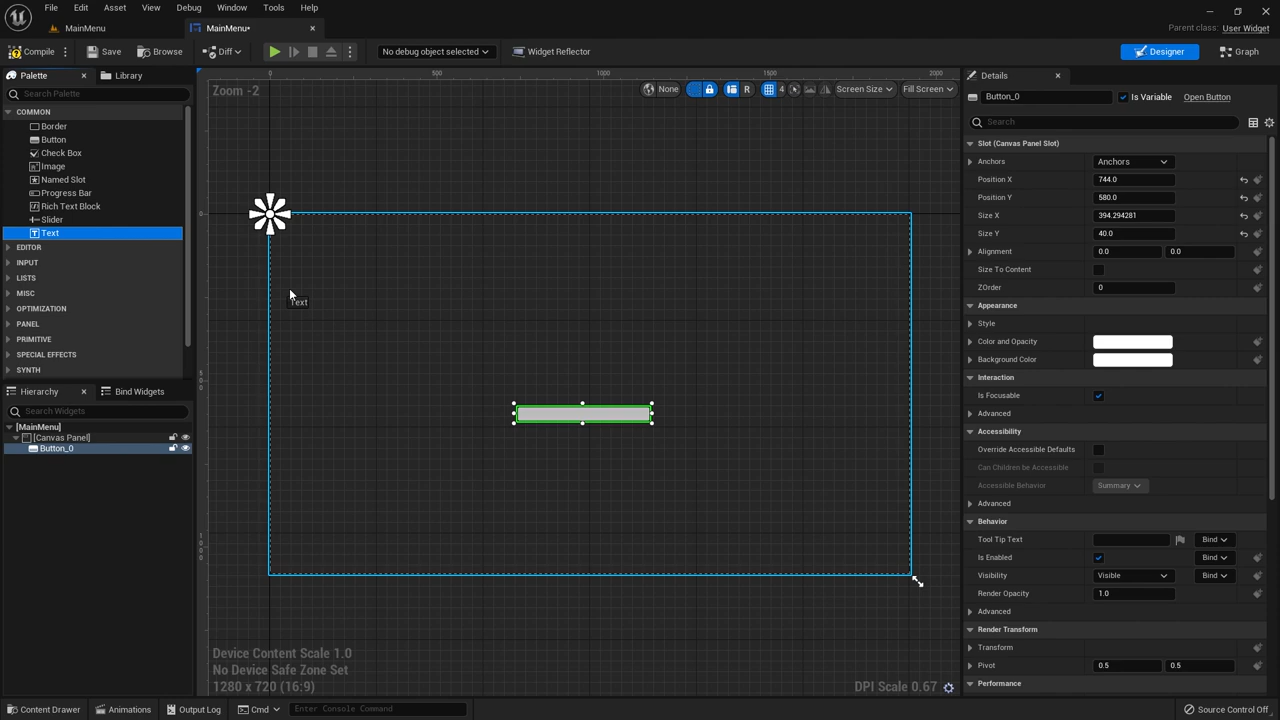 File Edit Asset View Debug Window Tools Help
MainMenu MainMenu*
Parent class: User Widget
Compile Save Browse Diff No debug object selected Widget Reflector Designer Graph
Palette Library
Search Palette
COMMON
Border
Button
Check Box
Image
Named Slot
Progress Bar
Rich Text Block
Slider
Text
EDITOR
INPUT
LISTS
MISC
OPTIMIZATION
PANEL
PRIMITIVE
SPECIAL EFFECTS
SYNTH
Hierarchy Bind Widgets
Search Widgets
[MainMenu]
[Canvas Panel]
Button_0
0 500 1000 1500 2000
Zoom -2
None R 4 Screen Size Fill Screen
0
500
1000
Text
Device Content Scale 1.0
No Device Safe Zone Set
1280 x 720 (16:9)
DPI Scale 0.67
Details
Button_0 Is Variable Open Button
Search
Slot (Canvas Panel Slot)
Anchors Anchors
Position X 744.0
Position Y 580.0
Size X 394.294281
Size Y 40.0
Alignment 0.0 0.0
Size To Content
ZOrder 0
Appearance
Style
Color and Opacity
Background Color
Interaction
Is Focusable
Advanced
Accessibility
Override Accessible Defaults
Can Children be Accessible
Accessible Behavior Summary
Advanced
Behavior
Tool Tip Text Bind
Is Enabled Bind
Visibility Visible Bind
Render Opacity 1.0
Advanced
Render Transform
Transform
Pivot 0.5 0.5
Performance
Content Drawer Animations Output Log Cmd Enter Console Command Source Control Off